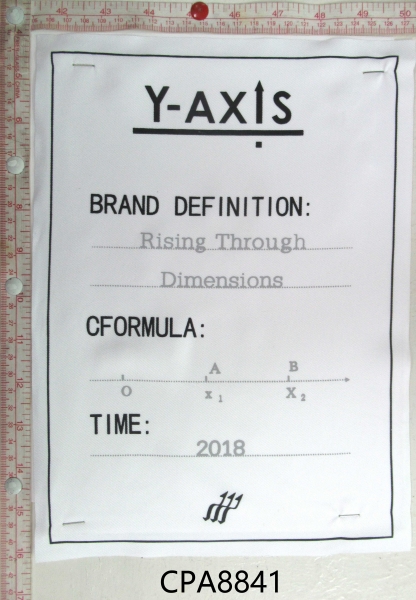 Y-AXIS
BRAND DEFINITION:
Rising Through
Dimensions
CFORMULA:
A B
O x₁ X₂
TIME:
2018
CPA8841